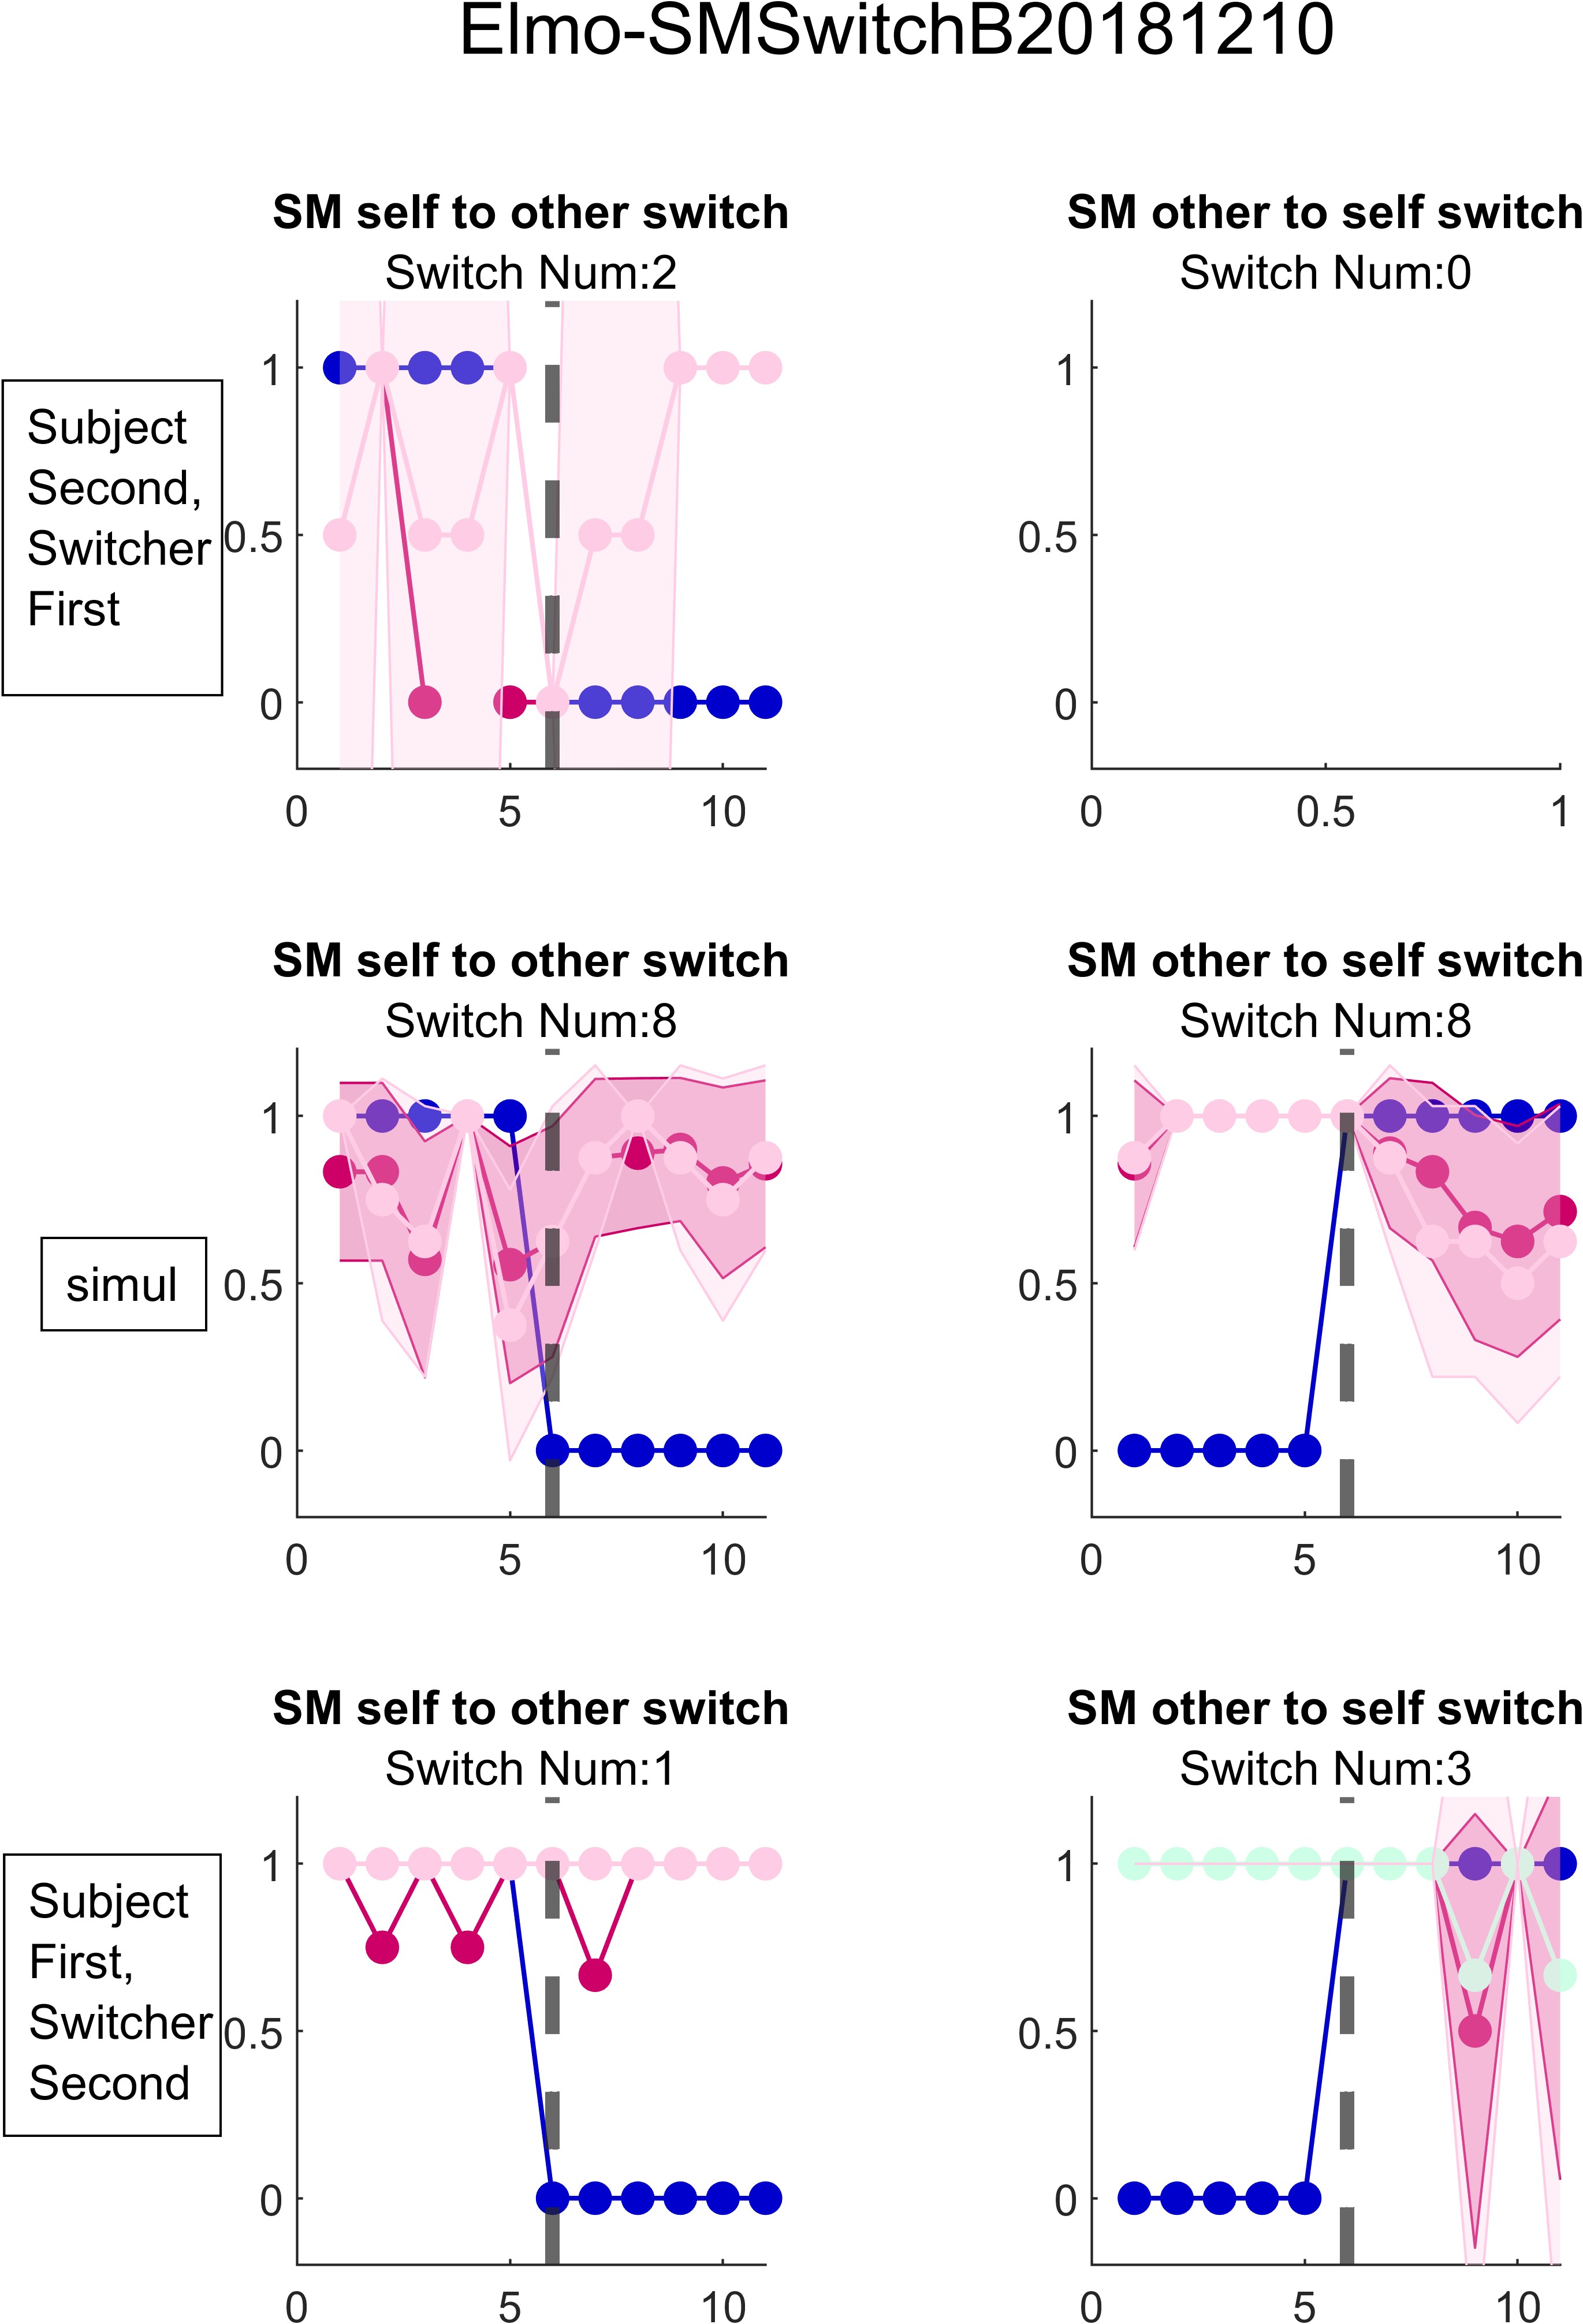 Elmo-SMSwitchB20181210
SM self to other switch
Switch Num:2
SM other to self switch
Switch Num:0
Subject
Second,
Switcher
First
1
0.5
0
0 5 10
1
0.5
0
0 0.5 1
SM self to other switch
Switch Num:8
SM other to self switch
Switch Num:8
simul
1
0.5
0
0 5 10
1
0.5
0
0 5 10
SM self to other switch
Switch Num:1
SM other to self switch
Switch Num:3
Subject
First,
Switcher
Second
1
0.5
0
0 5 10
1
0.5
0
0 5 10